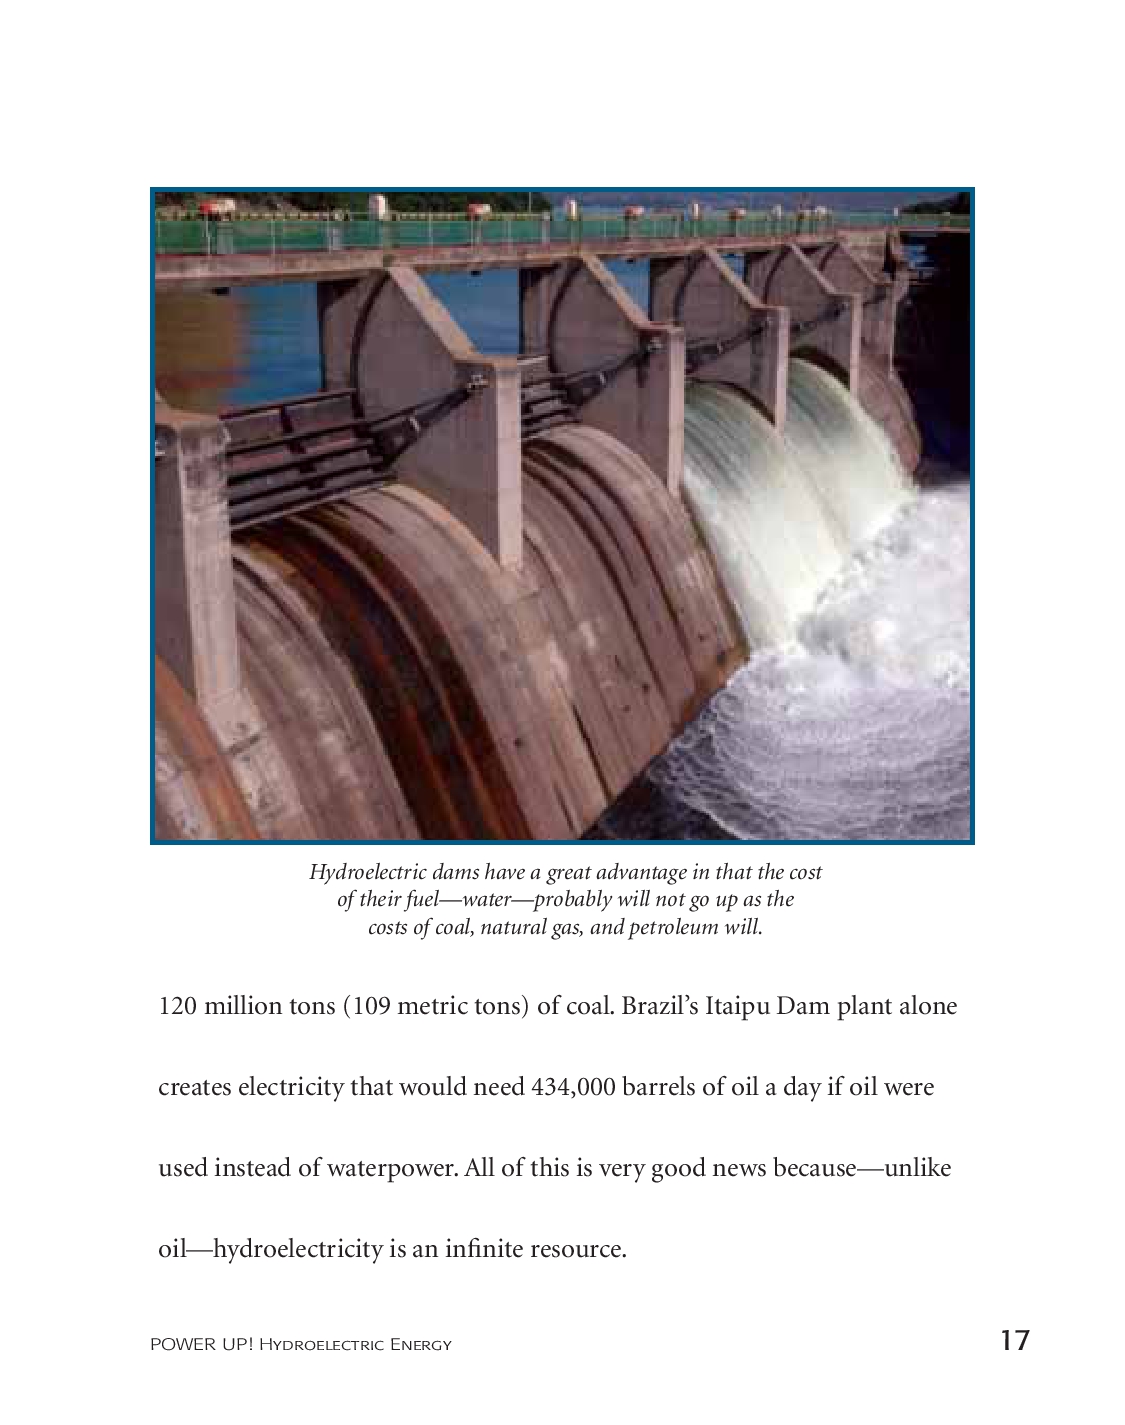 Hydroelectric dams have a great advantage in that the cost
of their fuel—water—probably will not go up as the
costs of coal, natural gas, and petroleum will.
120 million tons (109 metric tons) of coal. Brazil’s Itaipu Dam plant alone
creates electricity that would need 434,000 barrels of oil a day if oil were
used instead of waterpower. All of this is very good news because—unlike
oil—hydroelectricity is an infinite resource.
POWER UP! Hydroelectric Energy
17